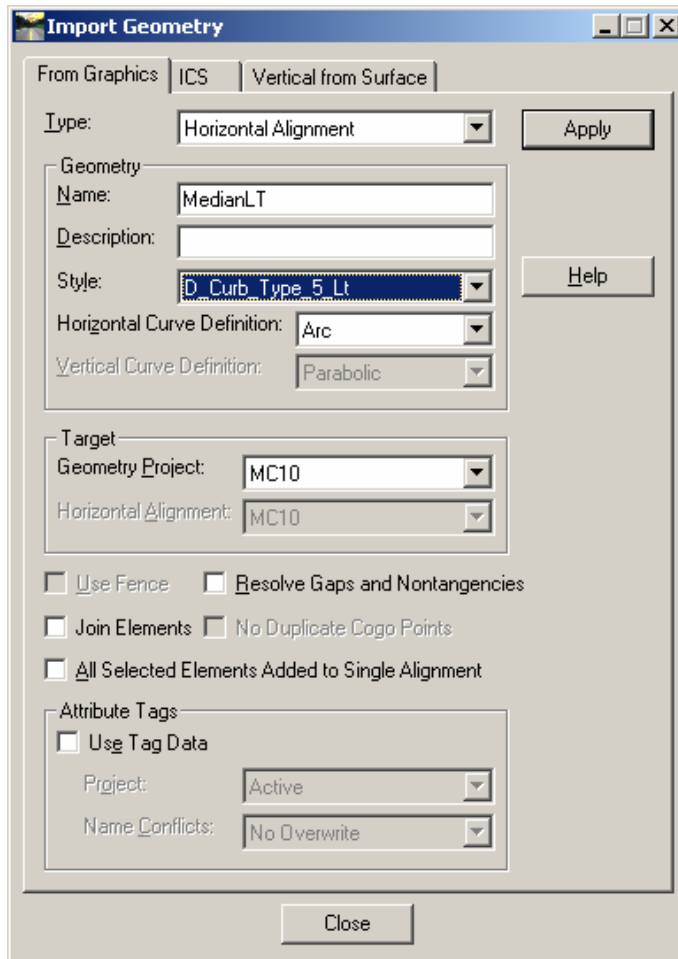 Import Geometry
From Graphics ICS Vertical from Surface
Type: Horizontal Alignment Apply
Geometry
Name: MedianLT
Description:
Style: D_Curb_Type_5_Lt Help
Horizontal Curve Definition: Arc
Vertical Curve Definition: Parabolic
Target
Geometry Project: MC10
Horizontal Alignment: MC10
Use Fence Resolve Gaps and Nontangencies
Join Elements No Duplicate Cogo Points
All Selected Elements Added to Single Alignment
Attribute Tags
Use Tag Data
Project: Active
Name Conflicts: No Overwrite
Close